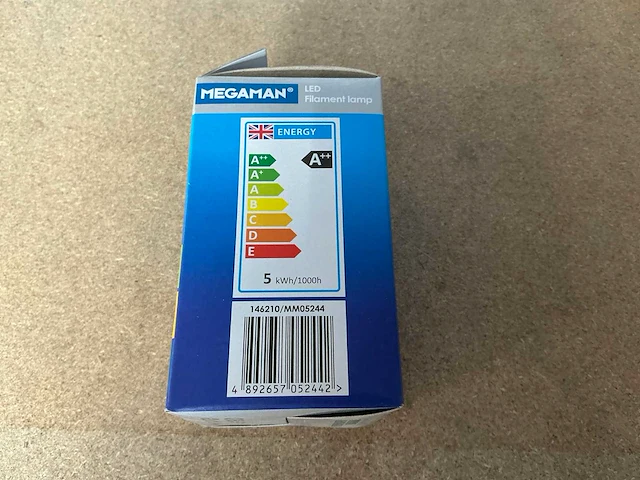 MEGAMAN®
LED
Filament lamp
ENERGY
A++
A++
A+
A
B
C
D
E
5 kWh/1000h
146210/MM05244
4 892657 052442 >